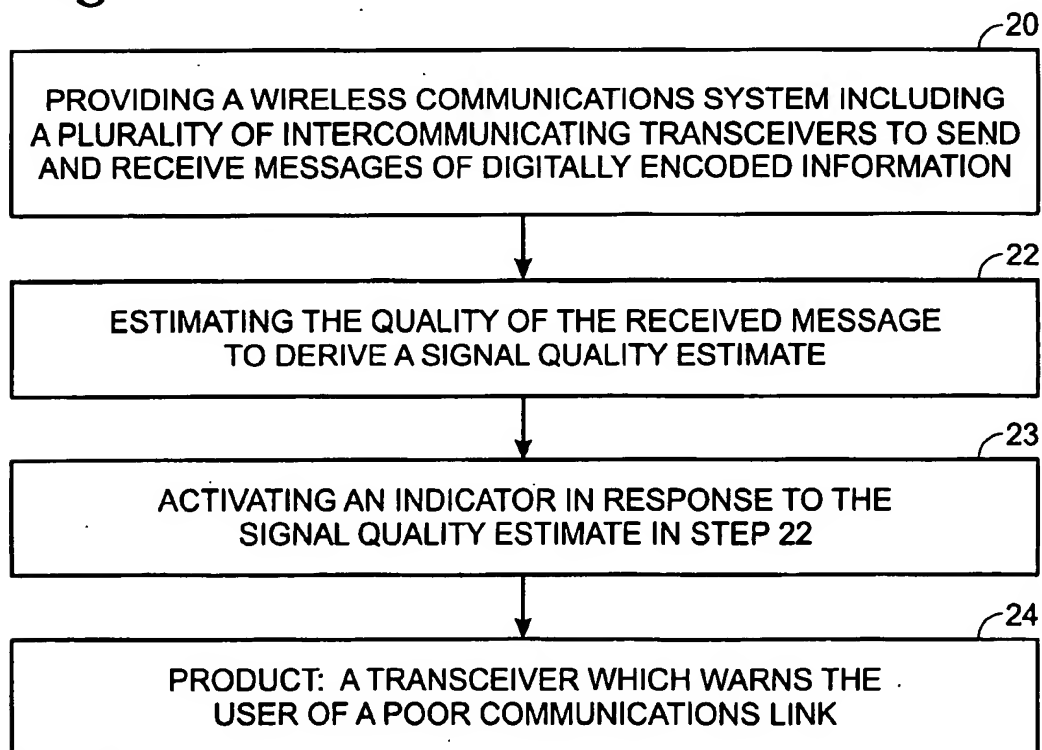 20
PROVIDING A WIRELESS COMMUNICATIONS SYSTEM INCLUDING
A PLURALITY OF INTERCOMMUNICATING TRANSCEIVERS TO SEND
AND RECEIVE MESSAGES OF DIGITALLY ENCODED INFORMATION
22
ESTIMATING THE QUALITY OF THE RECEIVED MESSAGE
TO DERIVE A SIGNAL QUALITY ESTIMATE
23
ACTIVATING AN INDICATOR IN RESPONSE TO THE
SIGNAL QUALITY ESTIMATE IN STEP 22
24
PRODUCT: A TRANSCEIVER WHICH WARNS THE
USER OF A POOR COMMUNICATIONS LINK